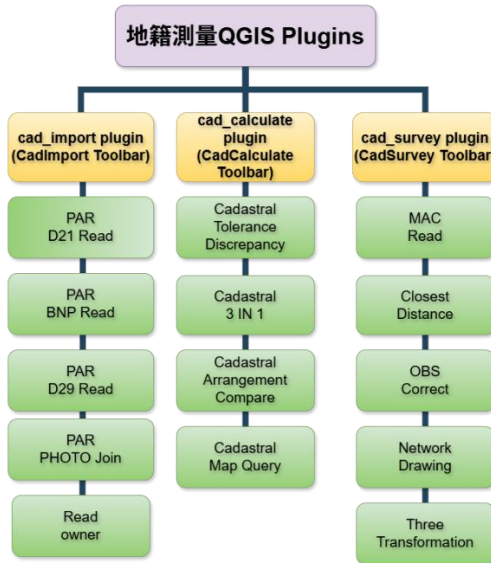 地籍測量QGIS Plugins
cad_import plugin
(CadImport Toolbar)
PAR
D21 Read
PAR
BNP Read
PAR
D29 Read
PAR
PHOTO Join
Read
owner
cad_calculate
plugin
(CadCalculate
Toolbar)
Cadastral
Tolerance
Discrepancy
Cadastral
3 IN 1
Cadastral
Arrangement
Compare
Cadastral
Map Query
cad_survey plugin
(CadSurvey Toolbar)
MAC
Read
Closest
Distance
OBS
Correct
Network
Drawing
Three
Transformation